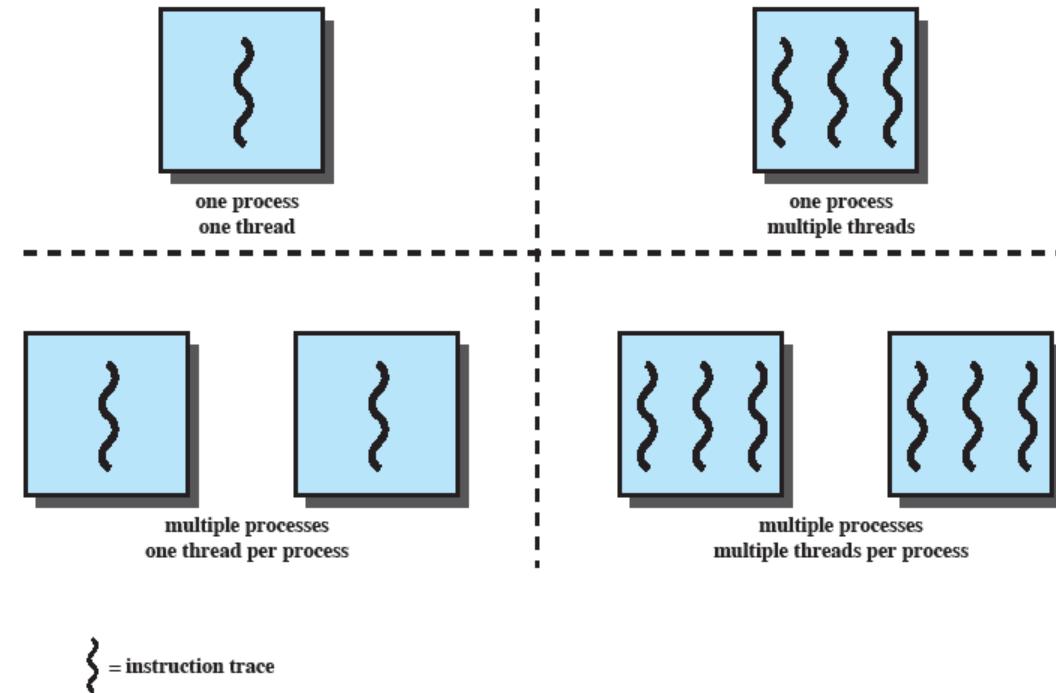 one process
one thread
one process
multiple threads
multiple processes
one thread per process
multiple processes
multiple threads per process
= instruction trace